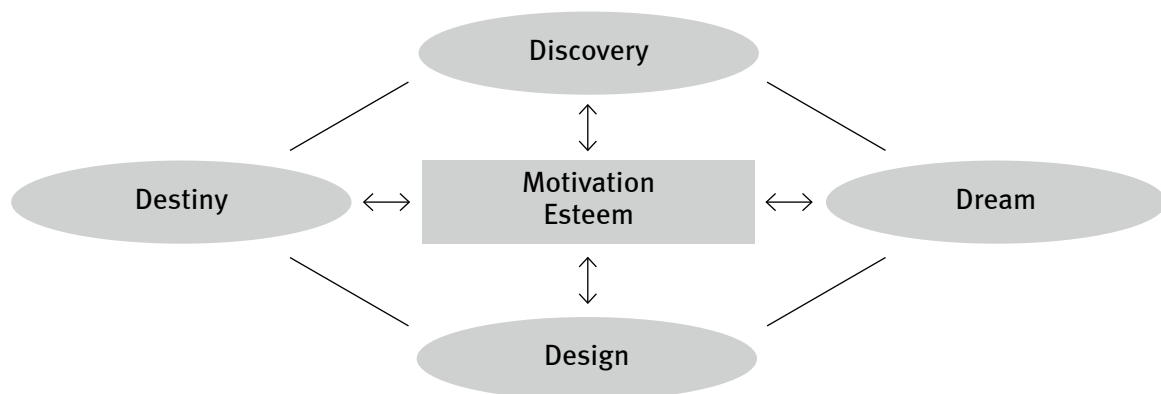 Discovery
Destiny
Motivation
Esteem
Dream
Design